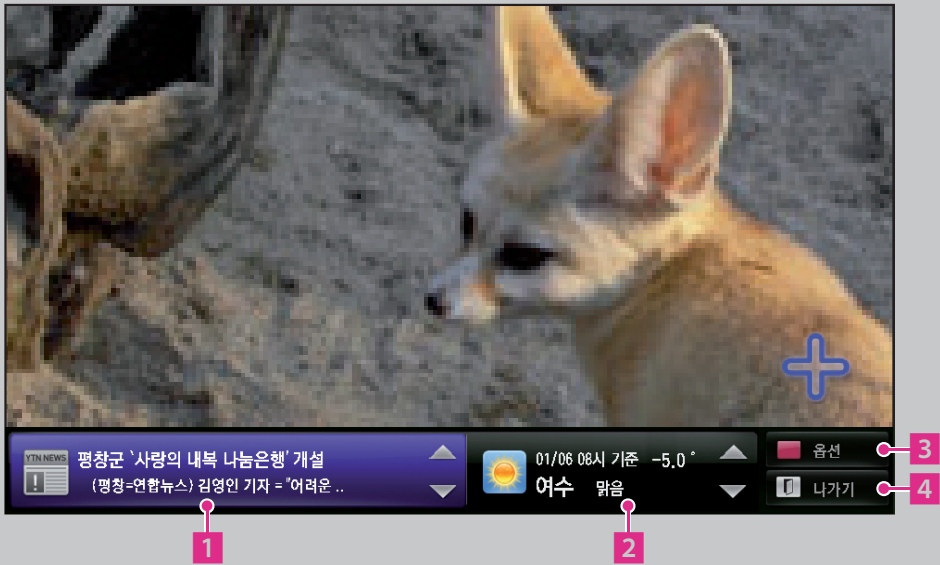 YTN NEWS
평창군 `사랑의 내복 나눔은행' 개설
(평창=연합뉴스) 김영인 기자 = "어려운 ..
01/06 08시 기준 -5.0 °
여수 맑음
옵션
나가기
1
2
3
4